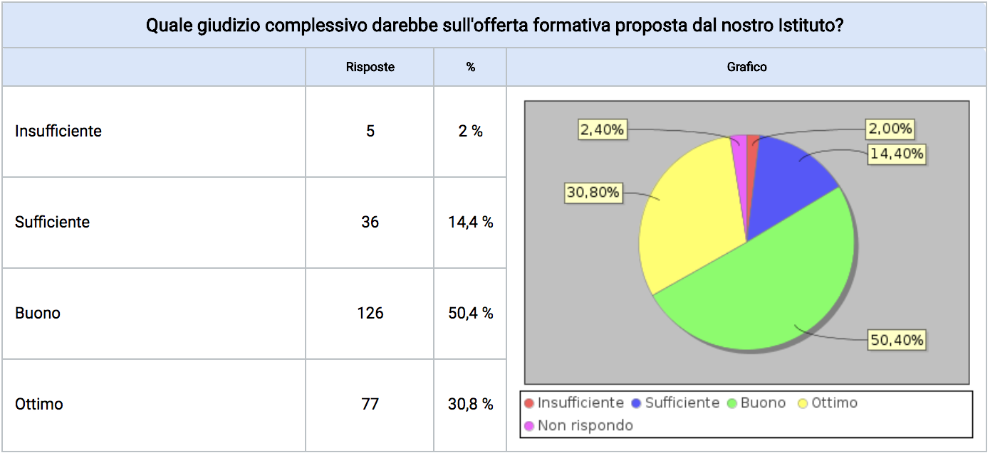 Quale giudizio complessivo darebbe sull'offerta formativa proposta dal nostro Istituto?
Risposte % Grafico
Insufficiente 5 2 %
Sufficiente 36 14,4 %
Buono 126 50,4 %
Ottimo 77 30,8 %
2,40% 2,00%
14,40%
30,80%
50,40%
Insufficiente Sufficiente Buono Ottimo
Non rispondo